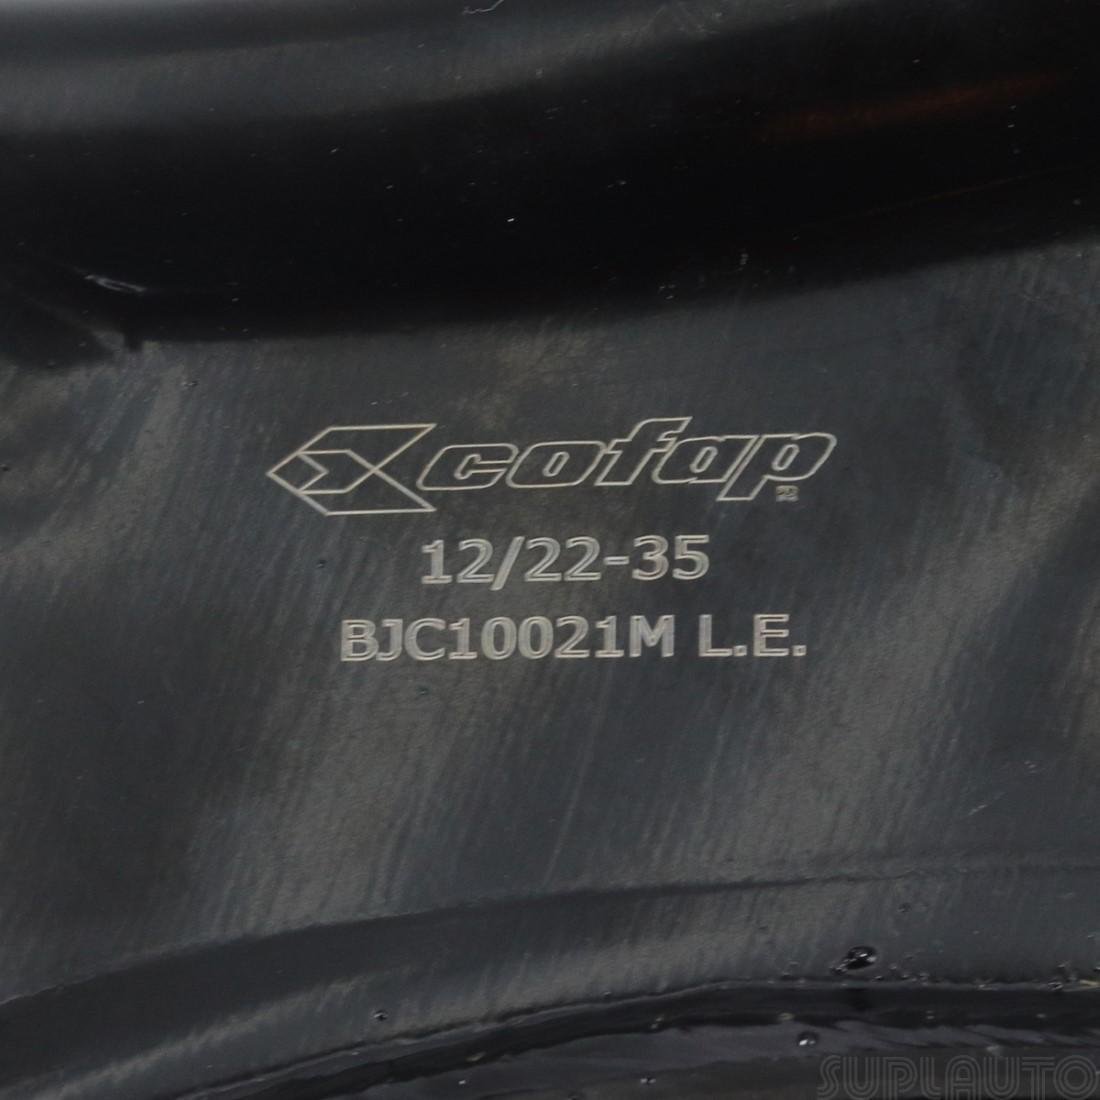 cofap
12/22-35
BJC10021M L.E.
SUPLAUTO